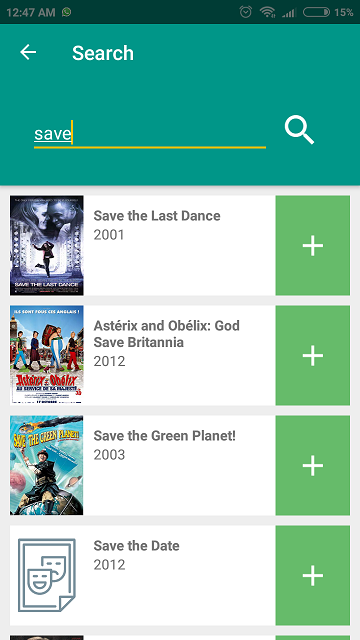 12:47 AM
15%
Search
save
Save the Last Dance
2001
SAVE THE LAST DANCE
Astérix and Obélix: God
Save Britannia
2012
ILS SONT FOUS CES ANGLAIS !
Astérix & Obélix
AU SERVICE DE SA MAJESTÉ
Save the Green Planet!
2003
SAVE THE GREEN PLANET!
Save the Date
2012